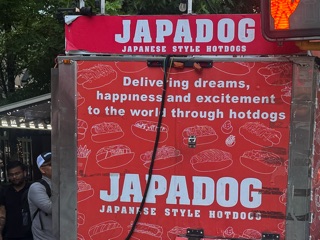 JAPADOG
JAPANESE STYLE HOTDOGS
Delivering dreams,
happiness and excitement
to the world through hotdogs
JAPADOG
JAPANESE STYLE HOTDOGS